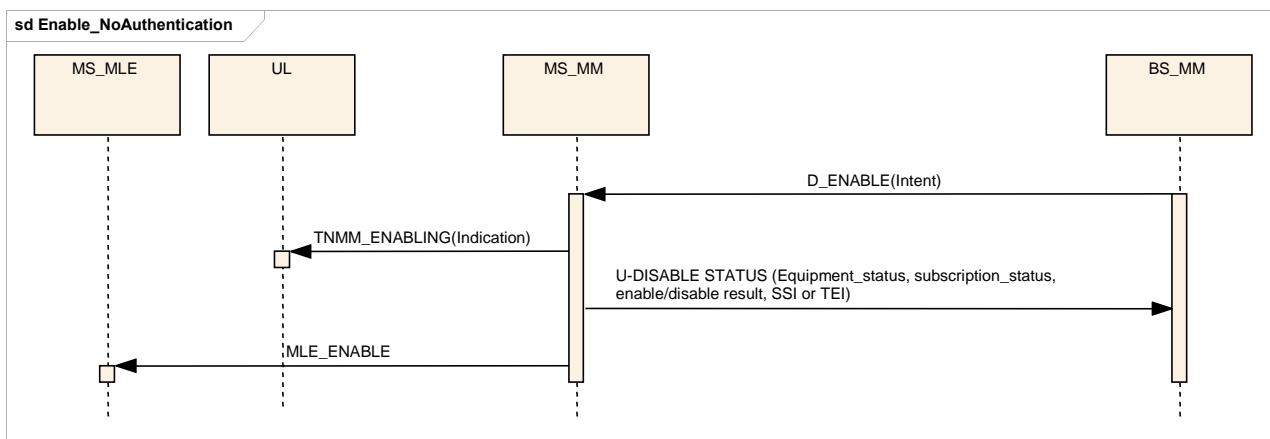 sd Enable_NoAuthentication
MS_MLE
UL
MS_MM
BS_MM
D_ENABLE(Intent)
TNMM_ENABLING(Indication)
U-DISABLE STATUS (Equipment_status, subscription_status,
enable/disable result, SSI or TEI)
MLE_ENABLE